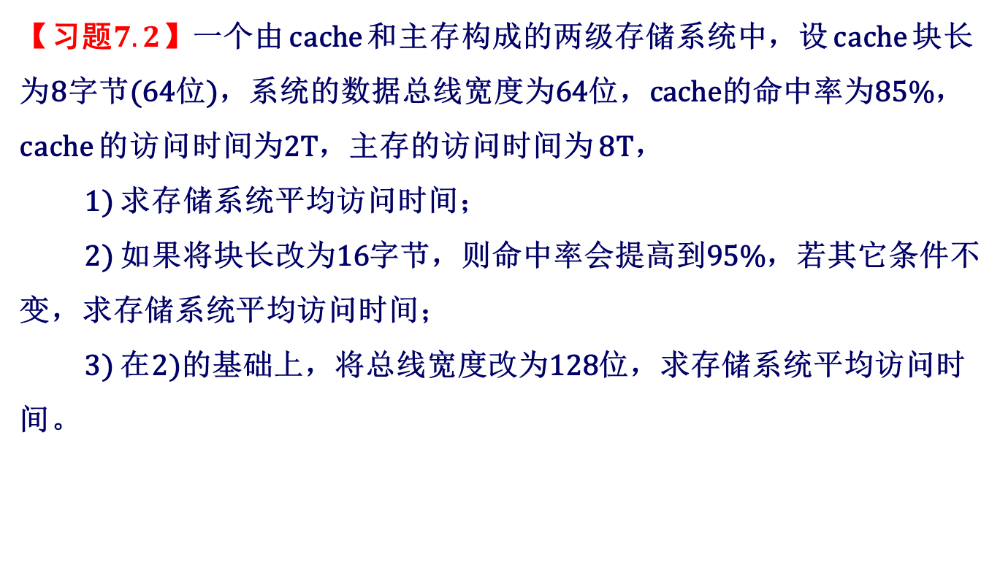 【习题7.2】一个由cache和主存构成的两级存储系统中，设cache块长
为8字节(64位)，系统的数据总线宽度为64位，cache的命中率为85%，
cache的访问时间为2T，主存的访问时间为8T，
1) 求存储系统平均访问时间；
2) 如果将块长改为16字节，则命中率会提高到95%，若其它条件不
变，求存储系统平均访问时间；
3) 在2)的基础上，将总线宽度改为128位，求存储系统平均访问时
间。